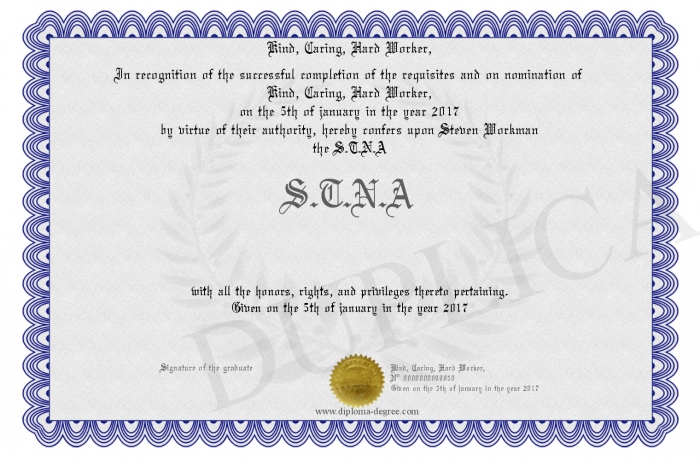 Kind, Caring, Hard Worker,
In recognition of the successful completion of the requisites and on nomination of
Kind, Caring, Hard Worker,
on the 5th of january in the year 2017
by virtue of their authority, hereby confers upon Steven Workman
the S.T.N.A
S.T.N.A
with all the honors, rights, and privileges thereto pertaining.
Given on the 5th of january in the year 2017
Signature of the graduate
Kind, Caring, Hard Worker,
Nº
Given on the 5th of january in the year 2017
www.diploma-degree.com
DUPLICA